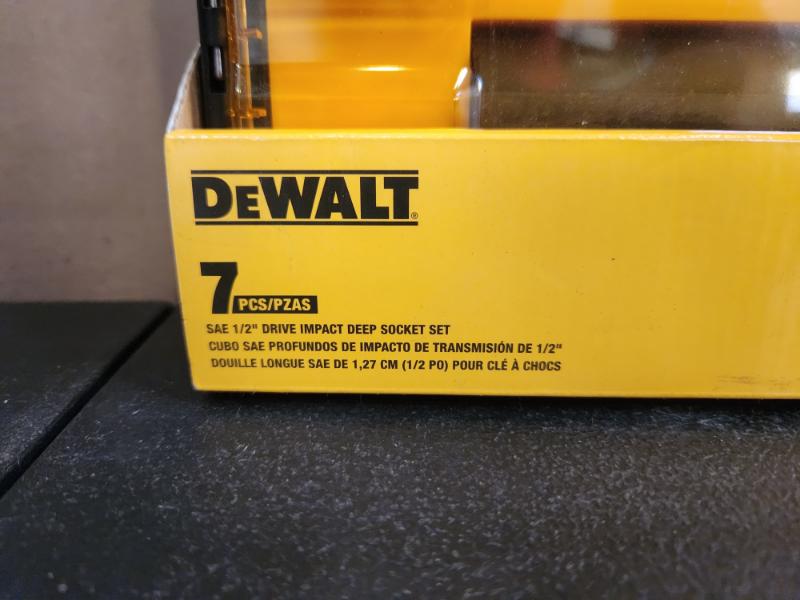 DEWALT®
7
PCS/PZAS
SAE 1/2" DRIVE IMPACT DEEP SOCKET SET
CUBO SAE PROFUNDOS DE IMPACTO DE TRANSMISIÓN DE 1/2"
DOUILLE LONGUE SAE DE 1,27 CM (1/2 PO) POUR CLÉ À CHOCS